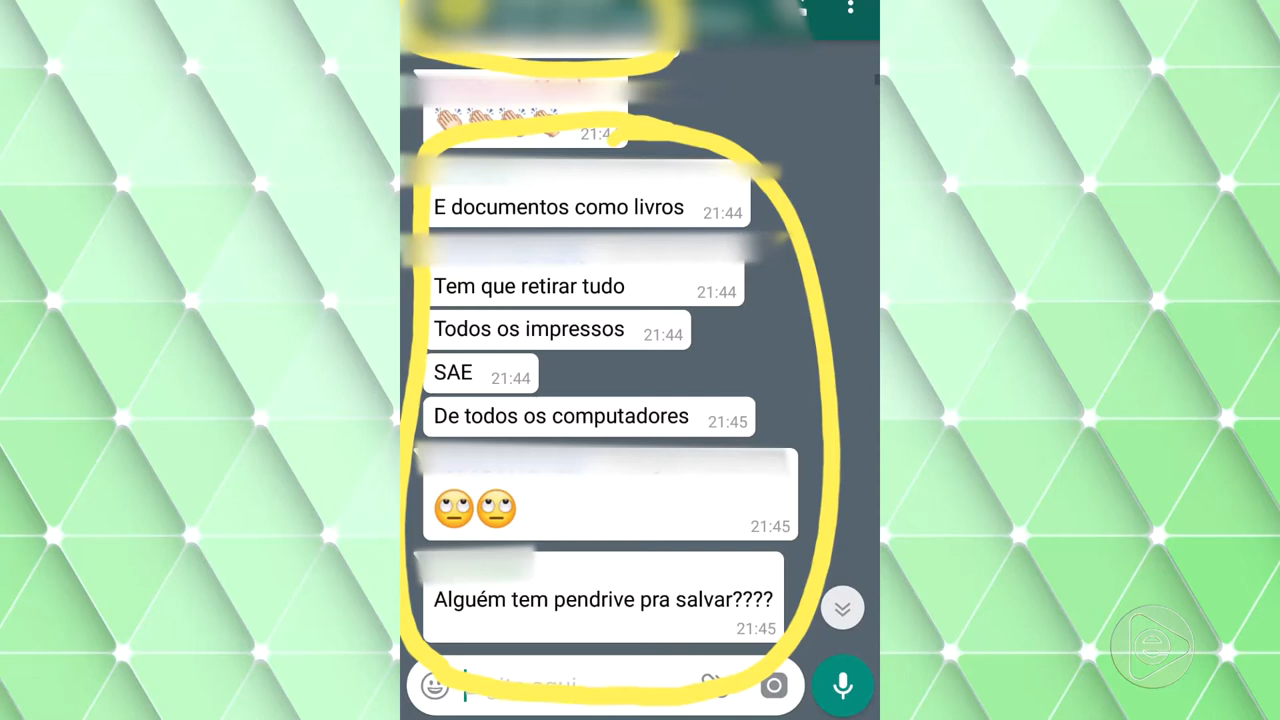 21:4
E documentos como livros 21:44
Tem que retirar tudo 21:44
Todos os impressos 21:44
SAE 21:44
De todos os computadores 21:45
21:45
Alguém tem pendrive pra salvar????
21:45